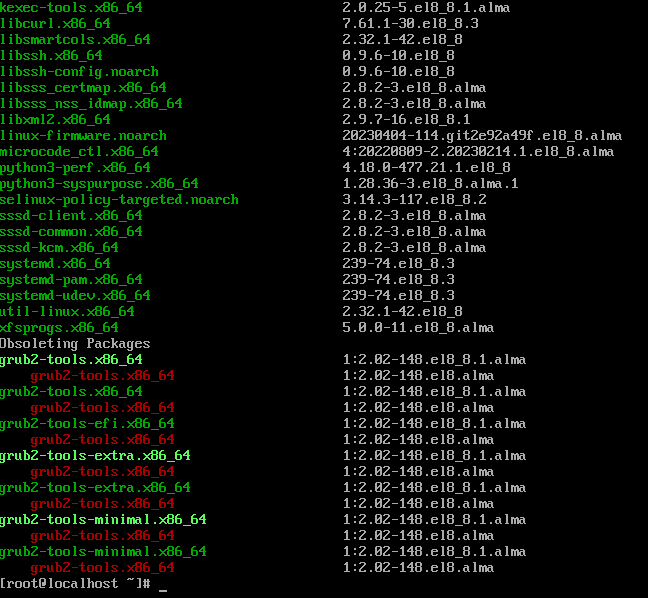 kexec-tools.x86_64 2.0.25-5.el8_8.1.alma
libcurl.x86_64 7.61.1-30.el8_8.3
libsmartcols.x86_64 2.32.1-42.el8_8
libssh.x86_64 0.9.6-10.el8_8
libssh-config.noarch 0.9.6-10.el8_8
libsss_certmap.x86_64 2.8.2-3.el8_8.alma
libsss_nss_idmap.x86_64 2.8.2-3.el8_8.alma
libxml2.x86_64 2.9.7-16.el8_8.1
linux-firmware.noarch 20230404-114.git2e92a49f.el8_8.alma
microcode_ctl.x86_64 4:20220809-2.20230214.1.el8_8.alma
python3-perf.x86_64 4.18.0-477.21.1.el8_8
python3-syspurpose.x86_64 1.28.36-3.el8_8.alma.1
selinux-policy-targeted.noarch 3.14.3-117.el8_8.2
sssd-client.x86_64 2.8.2-3.el8_8.alma
sssd-common.x86_64 2.8.2-3.el8_8.alma
sssd-kcm.x86_64 2.8.2-3.el8_8.alma
systemd.x86_64 239-74.el8_8.3
systemd-pam.x86_64 239-74.el8_8.3
systemd-udev.x86_64 239-74.el8_8.3
util-linux.x86_64 2.32.1-42.el8_8
xfsprogs.x86_64 5.0.0-11.el8_8.alma
Obsoleting Packages
grub2-tools.x86_64 1:2.02-148.el8_8.1.alma
grub2-tools.x86_64 1:2.02-148.el8.alma
grub2-tools.x86_64 1:2.02-148.el8_8.1.alma
grub2-tools.x86_64 1:2.02-148.el8.alma
grub2-tools-efi.x86_64 1:2.02-148.el8_8.1.alma
grub2-tools.x86_64 1:2.02-148.el8.alma
grub2-tools-extra.x86_64 1:2.02-148.el8_8.1.alma
grub2-tools.x86_64 1:2.02-148.el8.alma
grub2-tools-extra.x86_64 1:2.02-148.el8_8.1.alma
grub2-tools.x86_64 1:2.02-148.el8.alma
grub2-tools-minimal.x86_64 1:2.02-148.el8_8.1.alma
grub2-tools.x86_64 1:2.02-148.el8.alma
grub2-tools-minimal.x86_64 1:2.02-148.el8_8.1.alma
grub2-tools.x86_64 1:2.02-148.el8.alma
[root@localhost ~]# _